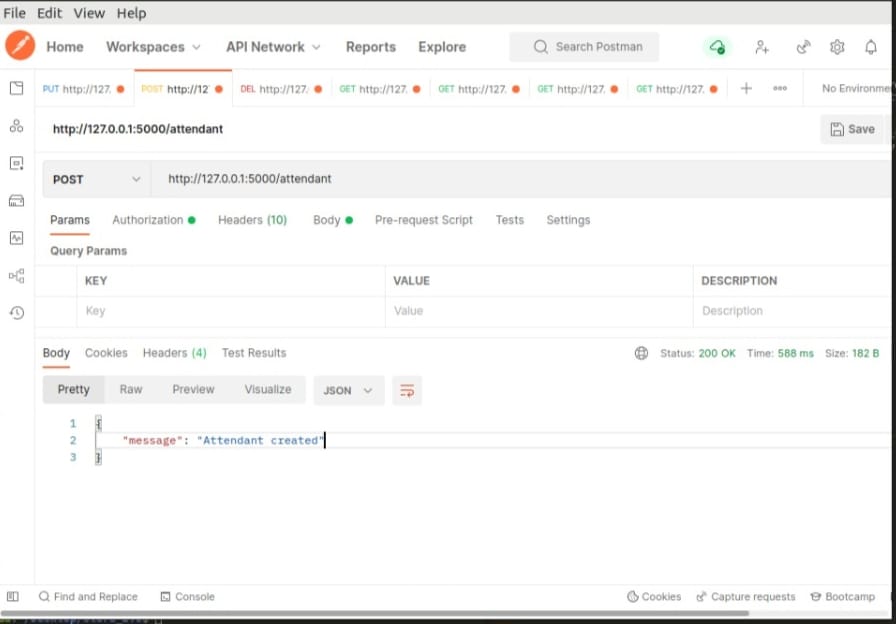 File Edit View Help
Home Workspaces API Network Reports Explore Search Postman
PUT http://127. POST http://12 DEL http://127. GET http://127. GET http://127. GET http://127. GET http://127. No Environme
http://127.0.0.1:5000/attendant Save
POST http://127.0.0.1:5000/attendant
Params Authorization Headers (10) Body Pre-request Script Tests Settings
Query Params
KEY VALUE DESCRIPTION
Key Value Description
Body Cookies Headers (4) Test Results Status: 200 OK Time: 588 ms Size: 182 B
Pretty Raw Preview Visualize JSON
1 {
2 "message": "Attendant created"
3 }
Find and Replace Console Cookies Capture requests Bootcamp